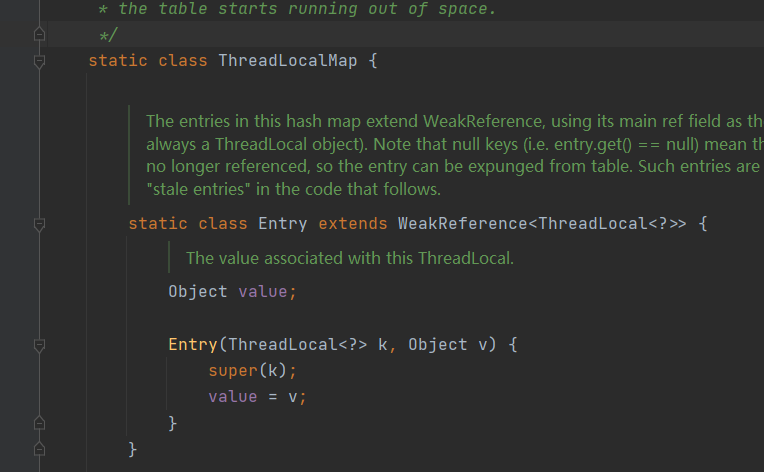 * the table starts running out of space.
*/
static class ThreadLocalMap {
The entries in this hash map extend WeakReference, using its main ref field as th
always a ThreadLocal object). Note that null keys (i.e. entry.get() == null) mean th
no longer referenced, so the entry can be expunged from table. Such entries are
"stale entries" in the code that follows.
static class Entry extends WeakReference<ThreadLocal<?>> {
The value associated with this ThreadLocal.
Object value;
Entry(ThreadLocal<?> k, Object v) {
super(k);
value = v;
}
}